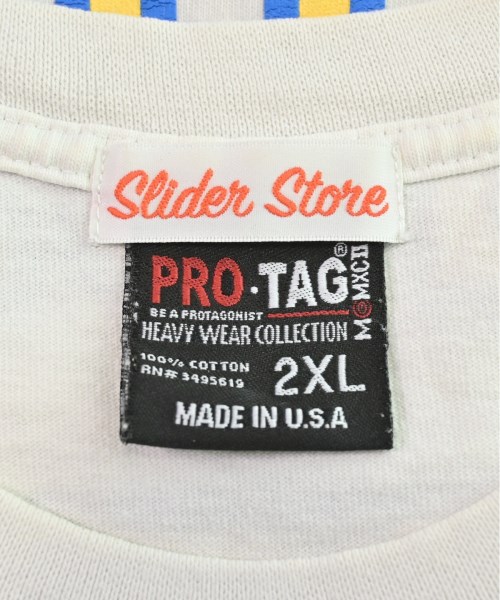 Slider Store
PRO·TAG®
BE A PROTAGONIST
HEAVY WEAR COLLECTION
100% COTTON
RN# 3495619
2XL
MADE IN U.S.A